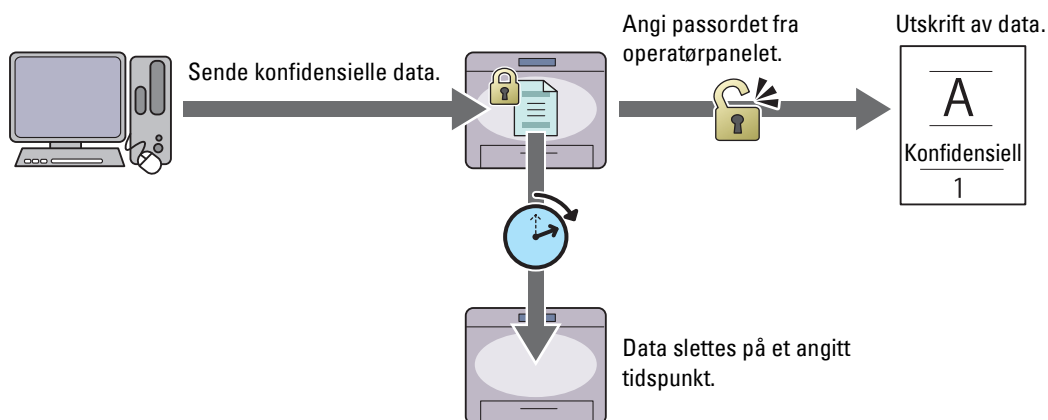 Sende konfidensielle data.
Angi passordet fra
operatørpanelet.
Utskrift av data.
A
Konfidensiell
1
Data slettes på et angitt
tidspunkt.